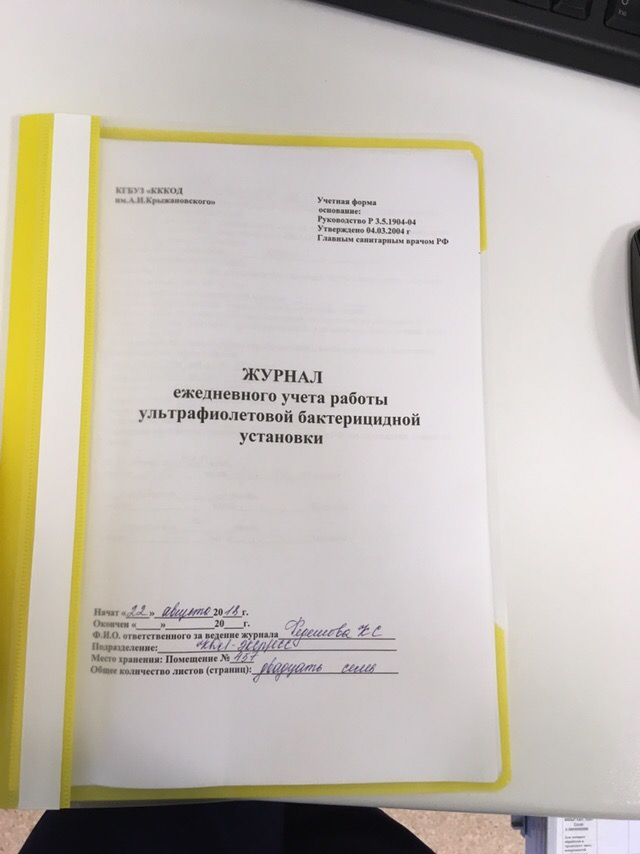 КГБУЗ «КККОД
им.А.И.Крыжановского»
Учетная форма
основание:
Руководство Р 3.5.1904-04
Утверждено 04.03.2004 г
Главным санитарным врачом РФ
ЖУРНАЛ
ежедневного учета работы
ультрафиолетовой бактерицидной
установки
Начат «22» августа 2018 г.
Окончен «____»__________20____г.
Ф.И.О. ответственного за ведение журнала
Подразделение: КДЛ-экспресс
Место хранения: Помещение № 151
Общее количество листов (страниц): двадцать семь